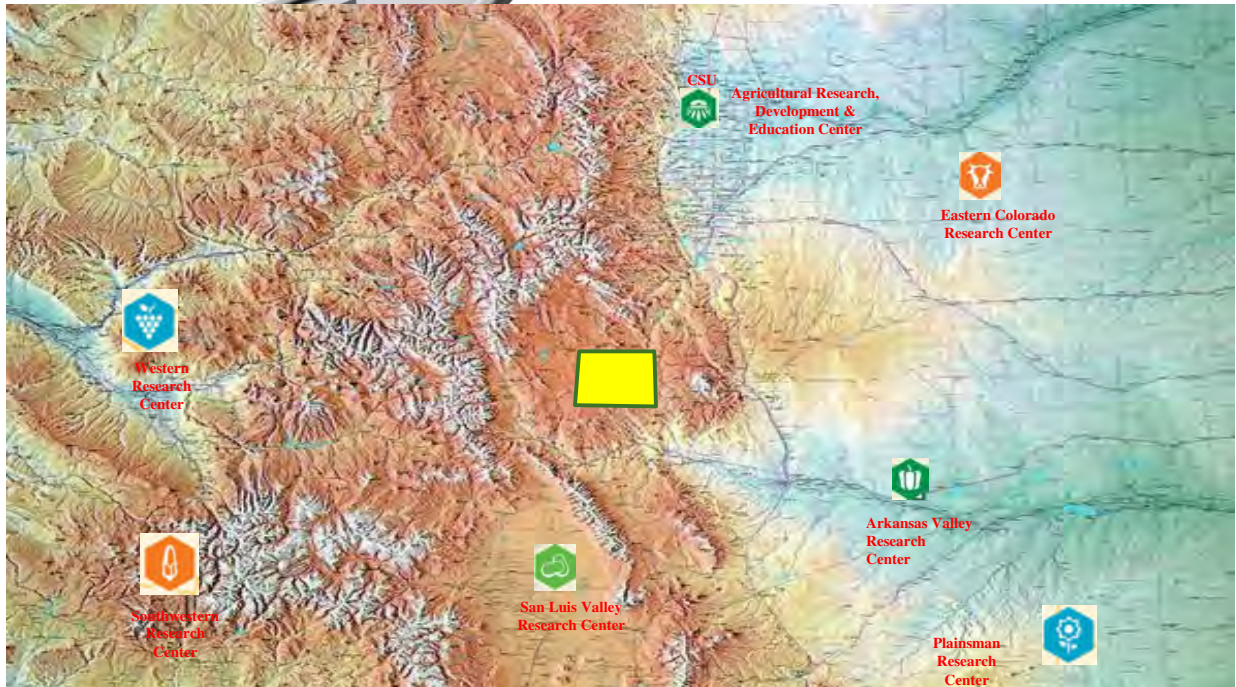 CSU
Agricultural Research,
Development &
Education Center
Eastern Colorado
Research Center
Western
Research
Center
Arkansas Valley
Research
Center
San Luis Valley
Research Center
Southwestern
Research
Center
Plainsman
Research
Center